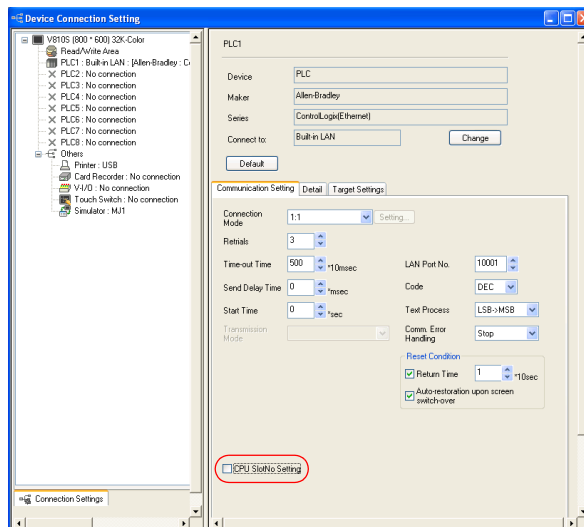 Device Connection Setting
V810S (800 * 600) 32K-Color
Read/Write Area
PLC1 : Built-in LAN : [Allen-Bradley : Co
PLC2 : No connection
PLC3 : No connection
PLC4 : No connection
PLC5 : No connection
PLC6 : No connection
PLC7 : No connection
PLC8 : No connection
Others
Printer : USB
Card Recorder : No connection
V-I/O : No connection
Touch Switch : No connection
Simulator : MJ1
Connection Settings
PLC1
Device PLC
Maker Allen-Bradley
Series ControlLogix(Ethernet)
Connect to: Built-in LAN Change
Default
Communication Setting Detail Target Settings
Connection Mode 1:1 Setting...
Retrials 3
Time-out Time 500 *10msec LAN Port No. 10001
Send Delay Time 0 *msec Code DEC
Start Time 0 *sec Text Process LSB->MSB
Transmission Mode Comm. Error Handling Stop
Reset Condition
Return Time 1 *10sec
Auto-restoration upon screen
switch-over
CPU SlotNo Setting